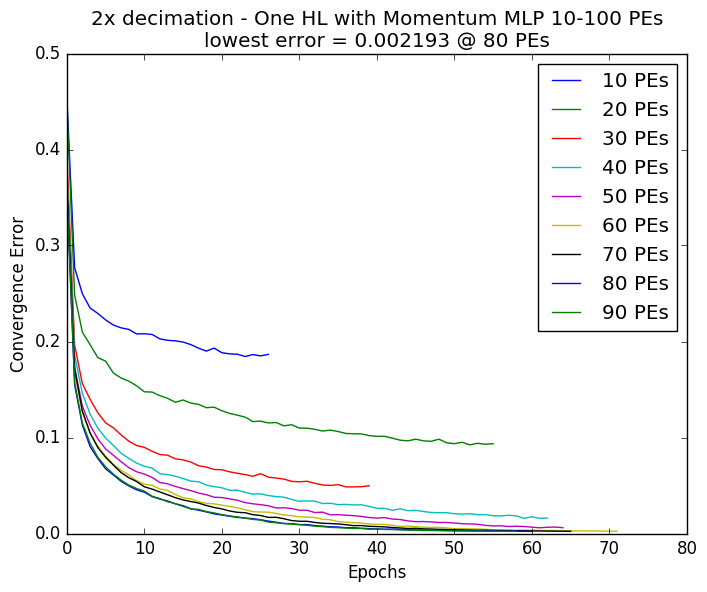 2x decimation - One HL with Momentum MLP 10-100 PEs
lowest error = 0.002193 @ 80 PEs
0.5
0.4
0.3
0.2
0.1
0.0
Convergence Error
10 PEs
20 PEs
30 PEs
40 PEs
50 PEs
60 PEs
70 PEs
80 PEs
90 PEs
0 10 20 30 40 50 60 70 80
Epochs